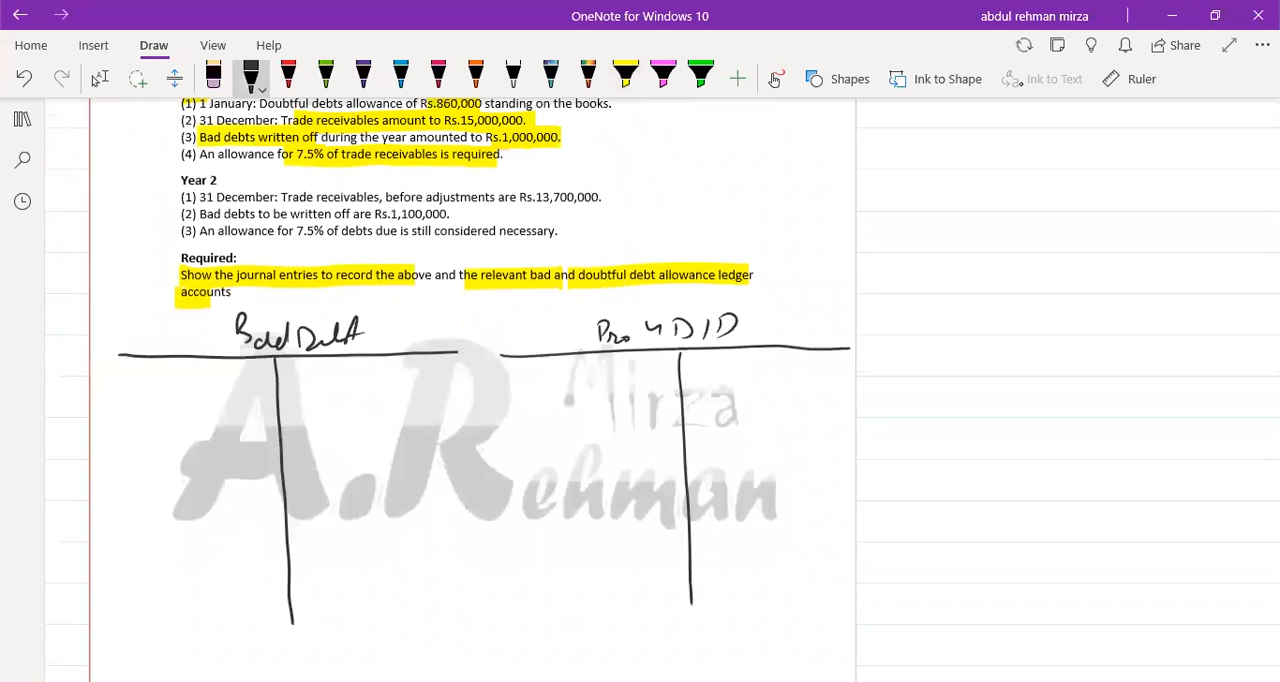 OneNote for Windows 10
abdul rehman mirza
Home Insert Draw View Help
Share
Shapes Ink to Shape Ink to Text Ruler
(1) 1 January: Doubtful debts allowance of Rs.860,000 standing on the books.
(2) 31 December: Trade receivables amount to Rs.15,000,000.
(3) Bad debts written off during the year amounted to Rs.1,000,000.
(4) An allowance for 7.5% of trade receivables is required.
Year 2
(1) 31 December: Trade receivables, before adjustments are Rs.13,700,000.
(2) Bad debts to be written off are Rs.1,100,000.
(3) An allowance for 7.5% of debts due is still considered necessary.
Required:
Show the journal entries to record the above and the relevant bad and doubtful debt allowance ledger
accounts
Bad Debt
Pro 4 D/D
A.Rehman
Mirza